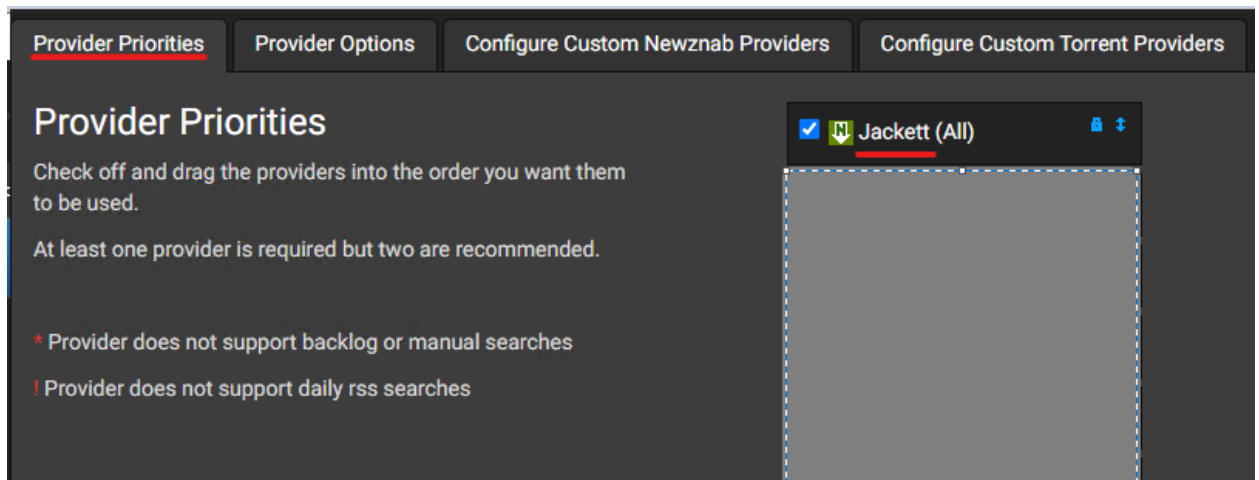 Provider Priorities
Provider Options
Configure Custom Newznab Providers
Configure Custom Torrent Providers
Provider Priorities
Check off and drag the providers into the order you want them
to be used.
At least one provider is required but two are recommended.
* Provider does not support backlog or manual searches
! Provider does not support daily rss searches
N
Jackett (All)